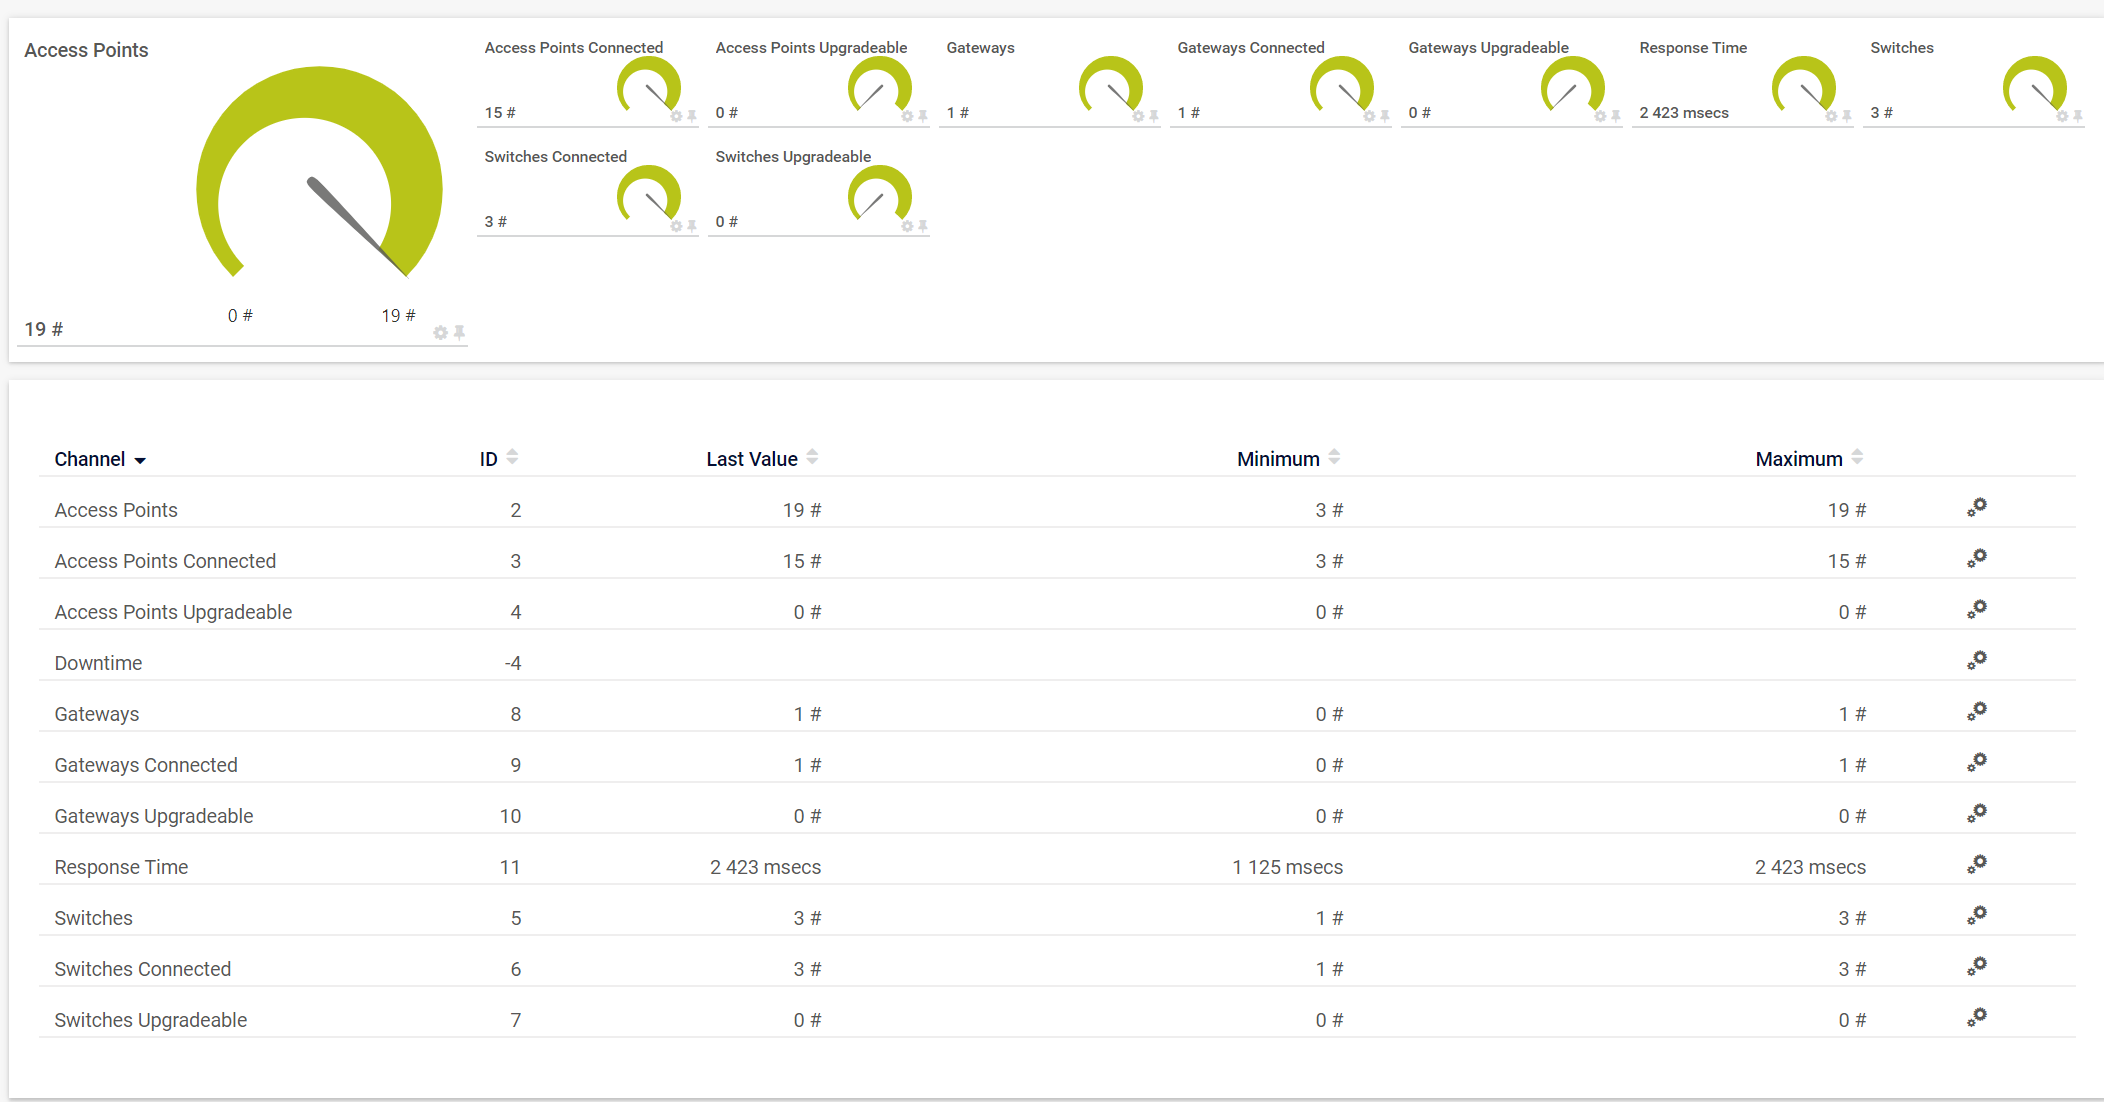 Access Points
0 #
19 #
19 #
Access Points Connected
15 #
Access Points Upgradeable
0 #
Gateways
1 #
Gateways Connected
1 #
Gateways Upgradeable
0 #
Response Time
2 423 msecs
Switches
3 #
Switches Connected
3 #
Switches Upgradeable
0 #
Channel ID Last Value Minimum Maximum
Access Points 2 19 # 3 # 19 #
Access Points Connected 3 15 # 3 # 15 #
Access Points Upgradeable 4 0 # 0 # 0 #
Downtime -4
Gateways 8 1 # 0 # 1 #
Gateways Connected 9 1 # 0 # 1 #
Gateways Upgradeable 10 0 # 0 # 0 #
Response Time 11 2 423 msecs 1 125 msecs 2 423 msecs
Switches 5 3 # 1 # 3 #
Switches Connected 6 3 # 1 # 3 #
Switches Upgradeable 7 0 # 0 # 0 #